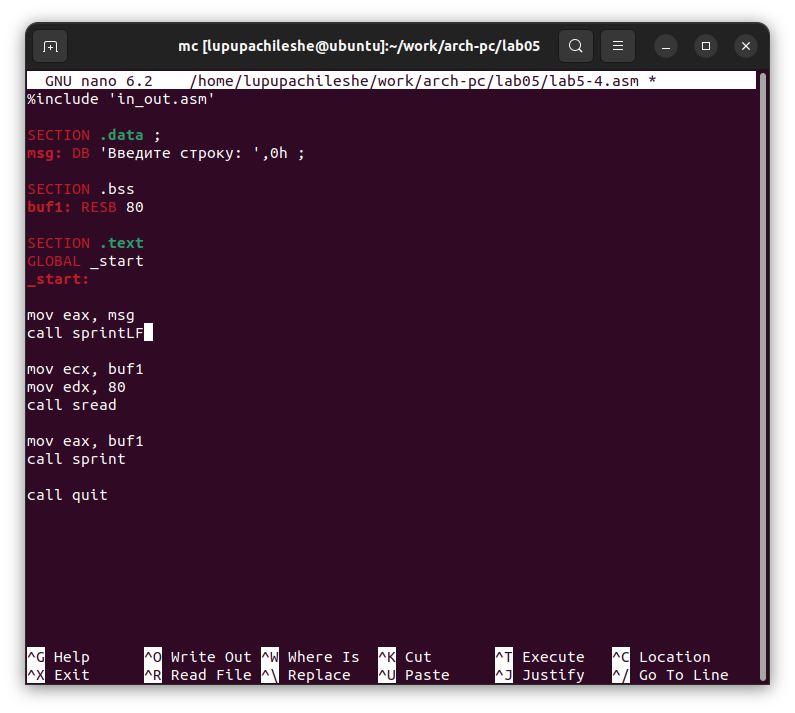 mc [lupupachileshe@ubuntu]:~/work/arch-pc/lab05
GNU nano 6.2 /home/lupupachileshe/work/arch-pc/lab05/lab5-4.asm *
%include 'in_out.asm'
SECTION .data ;
msg: DB 'Введите строку: ',0h ;
SECTION .bss
buf1: RESB 80
SECTION .text
GLOBAL _start
_start:
mov eax, msg
call sprintLF
mov ecx, buf1
mov edx, 80
call sread
mov eax, buf1
call sprint
call quit
^G Help ^O Write Out ^W Where Is ^K Cut ^T Execute ^C Location
^X Exit ^R Read File ^\ Replace ^U Paste ^J Justify ^/ Go To Line